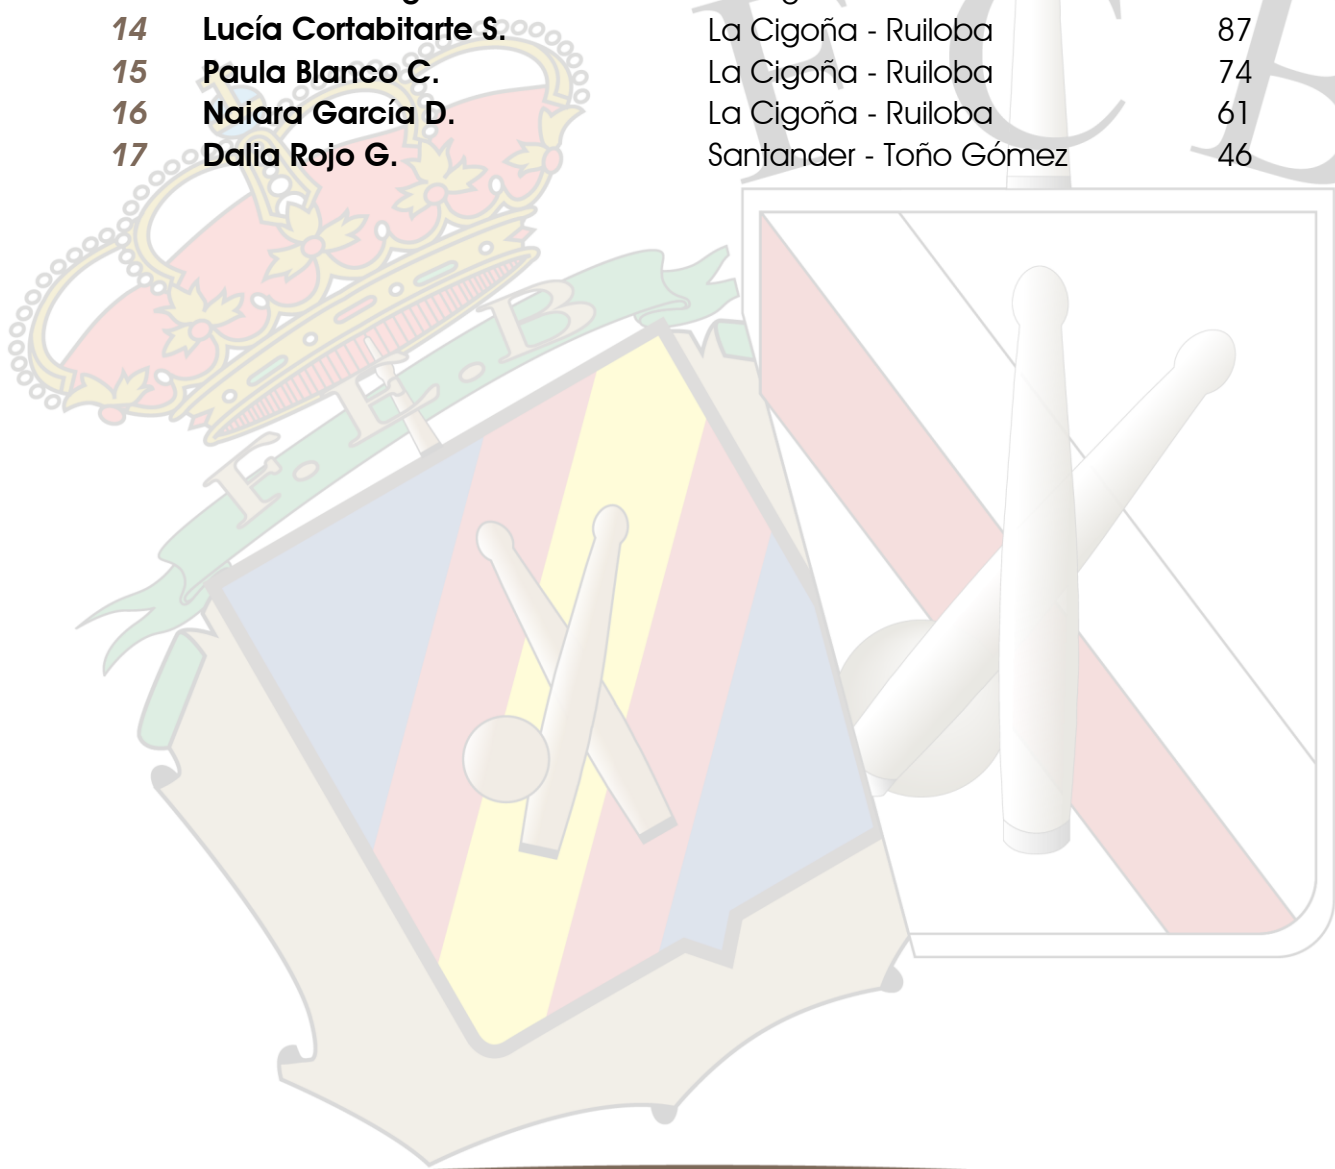 14 Lucía Cortabitarte S. La Cigoña - Ruiloba 87
15 Paula Blanco C. La Cigoña - Ruiloba 74
16 Naiara García D. La Cigoña - Ruiloba 61
17 Dalia Rojo G. Santander - Toño Gómez 46
F C B
F. E. B